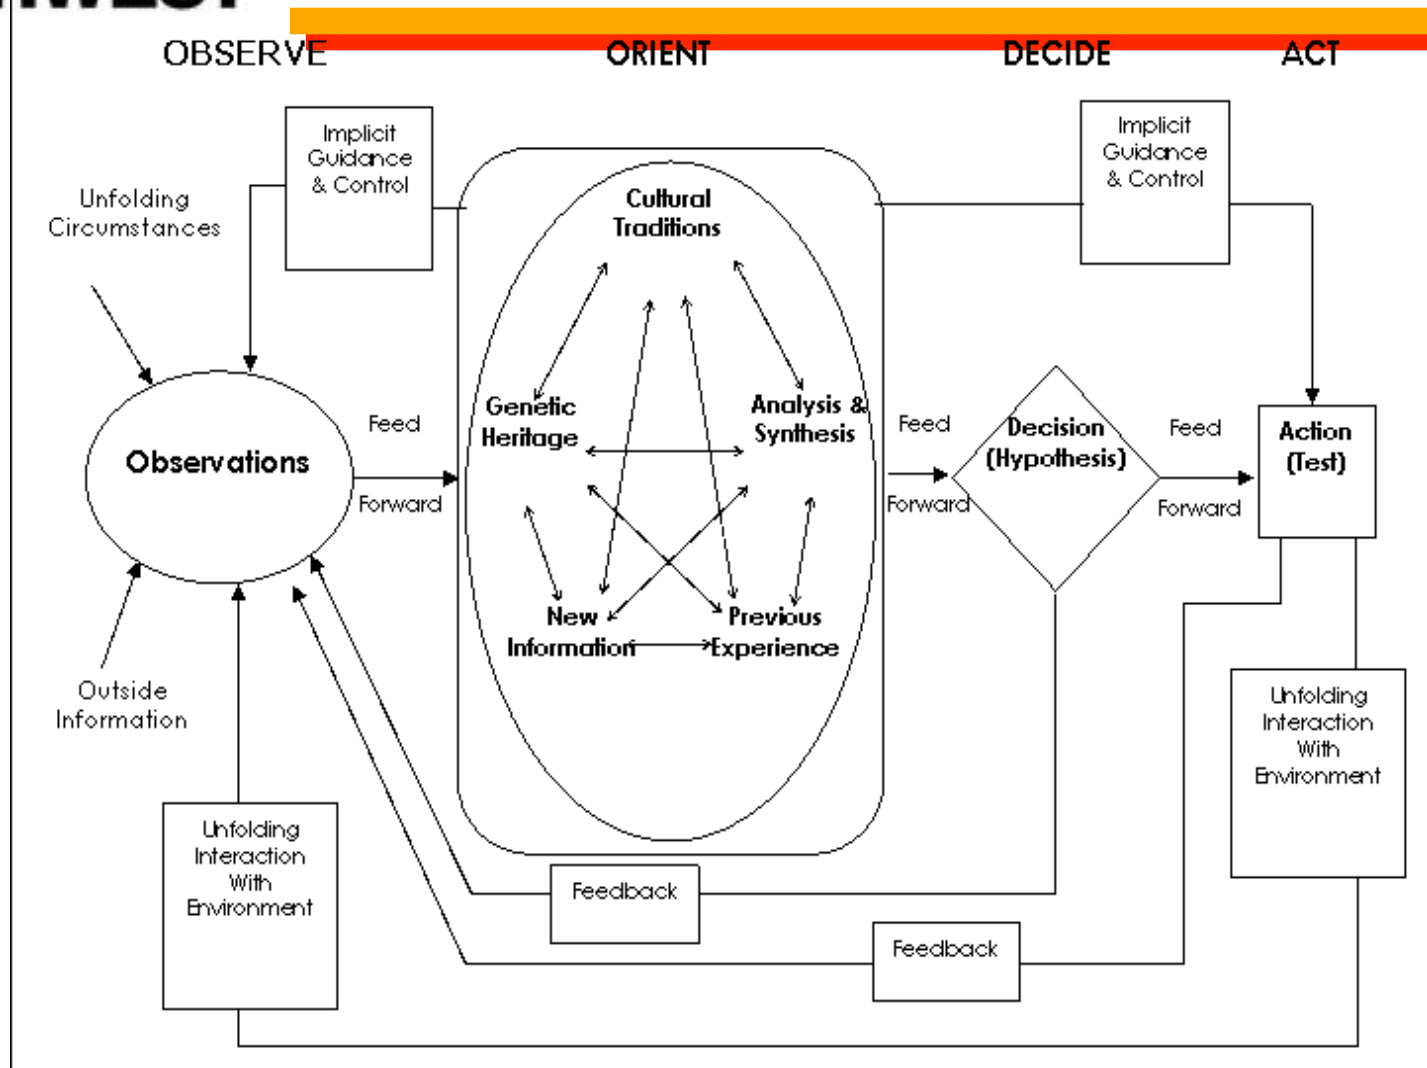 OBSERVE
ORIENT
DECIDE
ACT
Implicit
Guidance
& Control
Implicit
Guidance
& Control
Unfolding
Circumstances
Cultural
Traditions
Genetic
Heritage
Analysis &
Synthesis
New
Information
Previous
Experience
Observations
Feed
Forward
Feed
Forward
Decision
(Hypothesis)
Feed
Forward
Action
(Test)
Outside
Information
Unfolding
Interaction
With
Environment
Unfolding
Interaction
With
Environment
Feedback
Feedback